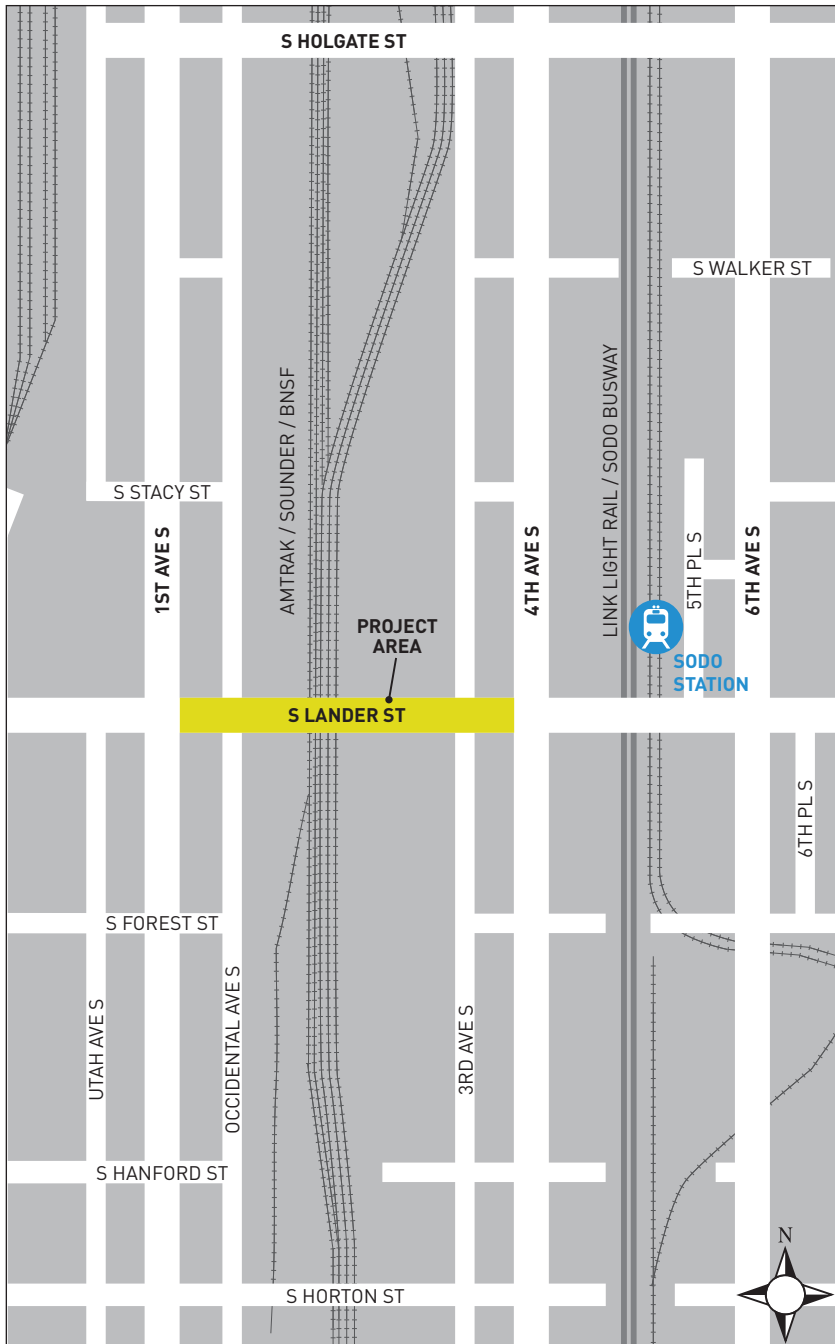 S HOLGATE ST
S WALKER ST
AMTRAK / SOUNDER / BNSF
LINK LIGHT RAIL / SODO BUSWAY
S STACY ST
1ST AVE S
4TH AVE S
5TH PL S
6TH AVE S
PROJECT
AREA
SODO
STATION
S LANDER ST
6TH PL S
S FOREST ST
UTAH AVE S
OCCIDENTAL AVE S
3RD AVE S
S HANFORD ST
N
S HORTON ST